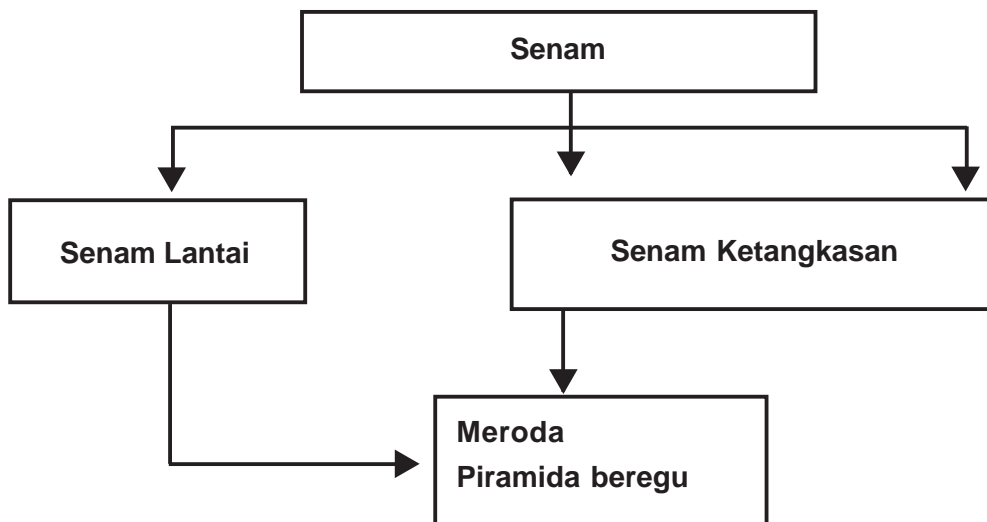 Senam
Senam Lantai
Senam Ketangkasan
Meroda
Piramida beregu